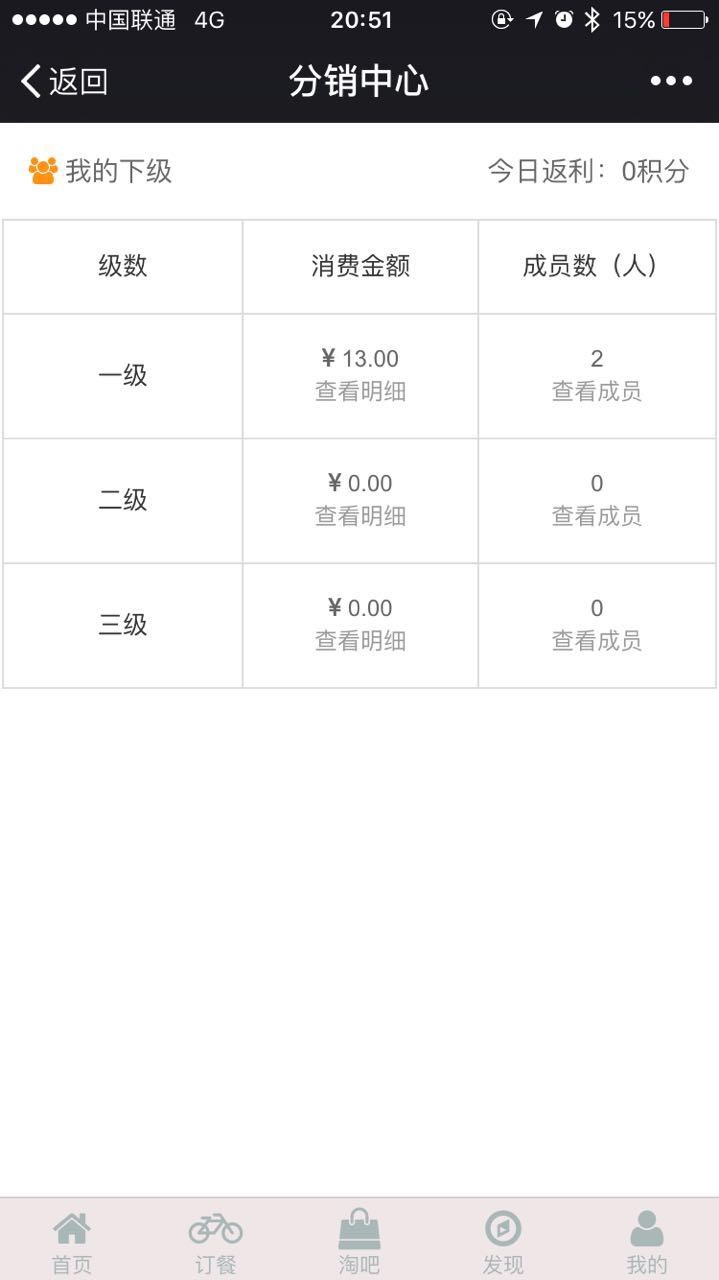 中国联通 4G 20:51 15%
返回 分销中心
我的下级 今日返利：0积分
级数 消费金额 成员数（人）
一级 ¥ 13.00 2
查看明细 查看成员
二级 ¥ 0.00 0
查看明细 查看成员
三级 ¥ 0.00 0
查看明细 查看成员
首页 订餐 淘吧 发现 我的